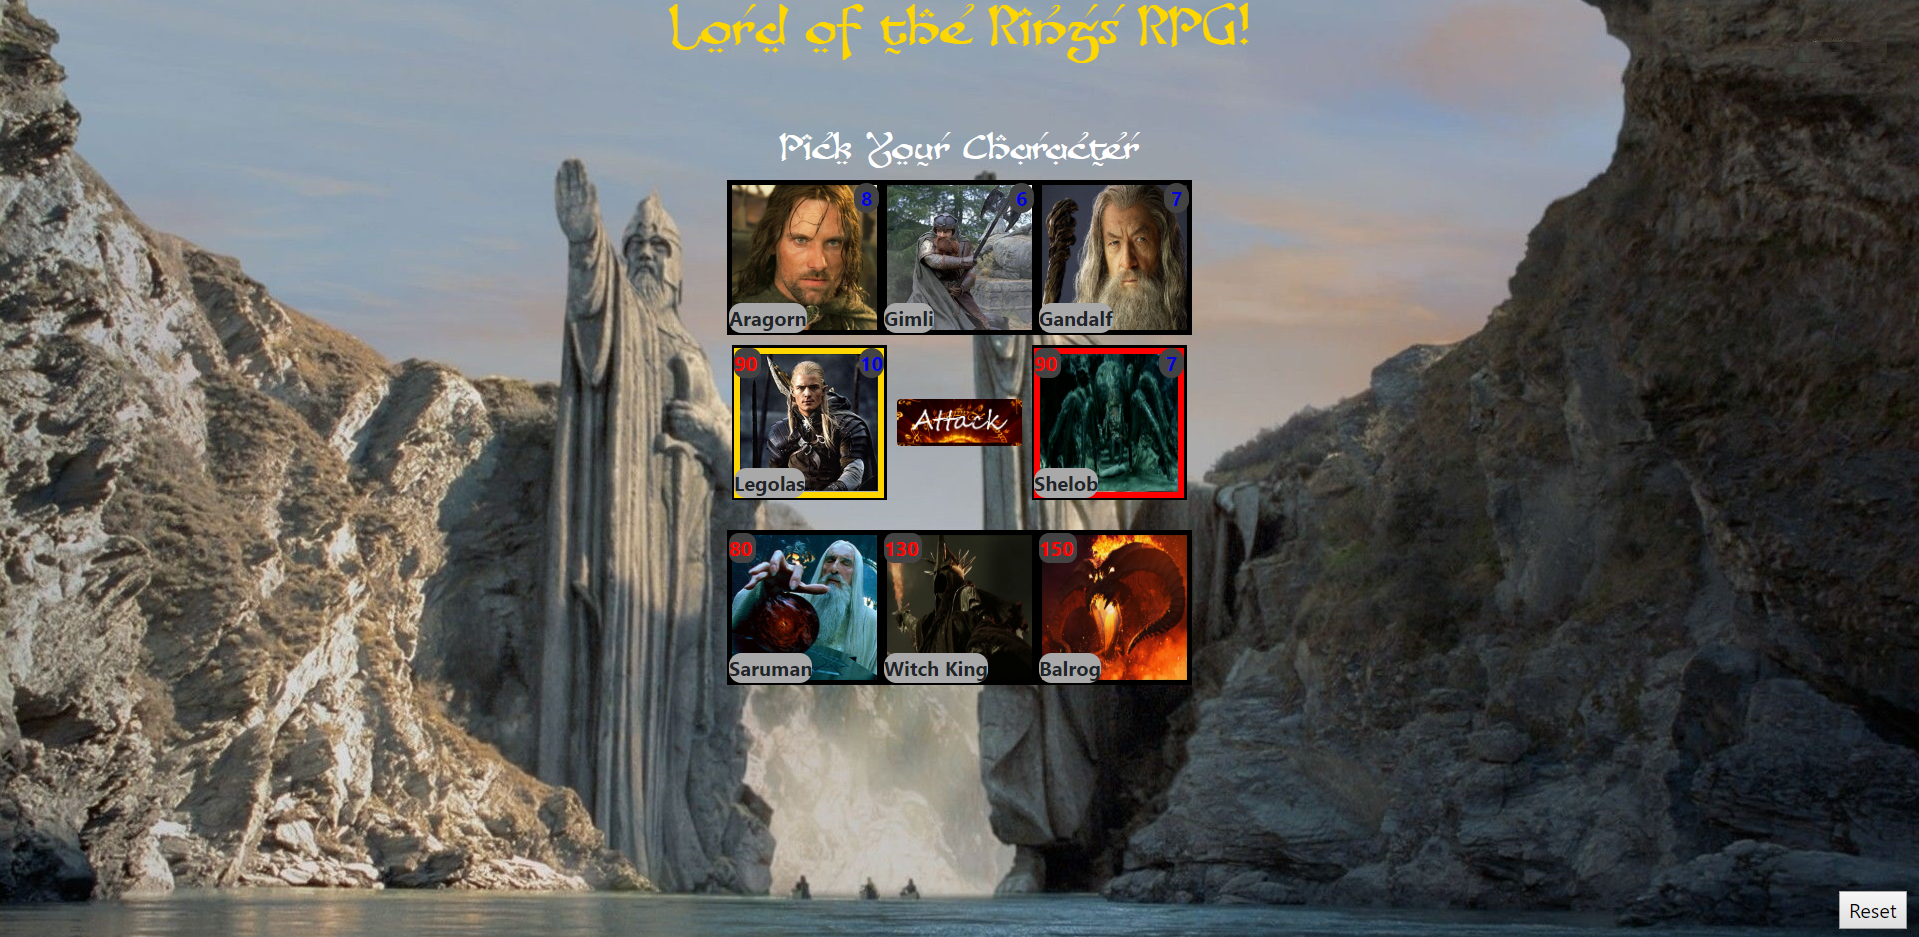 Lord of the Rings RPG!
Pick Your Character
8 6 7
Aragorn Gimli Gandalf
90 10 90 7
Attack
Legolas Shelob
80 130 150
Saruman Witch King Balrog
Reset